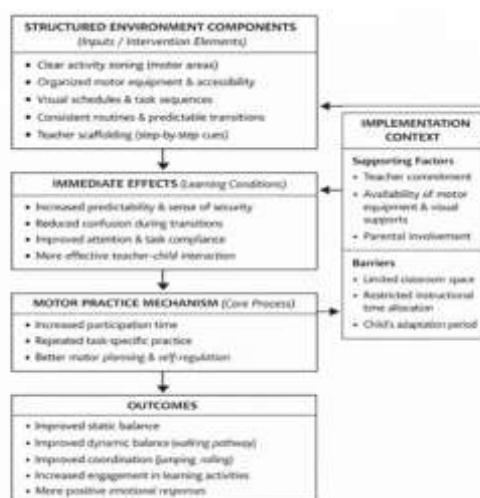 STRUCTURED ENVIRONMENT COMPONENTS
(Inputs / Intervention Elements)
• Clear activity zoning (motor areas)
• Organized motor equipment & accessibility
• Visual schedules & task sequences
• Consistent routines & predictable transitions
• Teacher scaffolding (step-by-step cues)
IMMEDIATE EFFECTS (Learning Conditions)
• Increased predictability & sense of security
• Reduced confusion during transitions
• Improved attention & task compliance
• More effective teacher-child interaction
MOTOR PRACTICE MECHANISM (Core Process)
• Increased participation time
• Repeated task-specific practice
• Better motor planning & self-regulation
OUTCOMES
• Improved static balance
• Improved dynamic balance (walking pathway)
• Improved coordination (jumping, rolling)
• Increased engagement in learning activities
• More positive emotional responses
IMPLEMENTATION
CONTEXT
Supporting Factors
• Teacher commitment
• Availability of motor
equipment & visual
supports
• Parental involvement
Barriers
• Limited classroom space
• Restricted instructional
time allocation
• Child's adaptation period